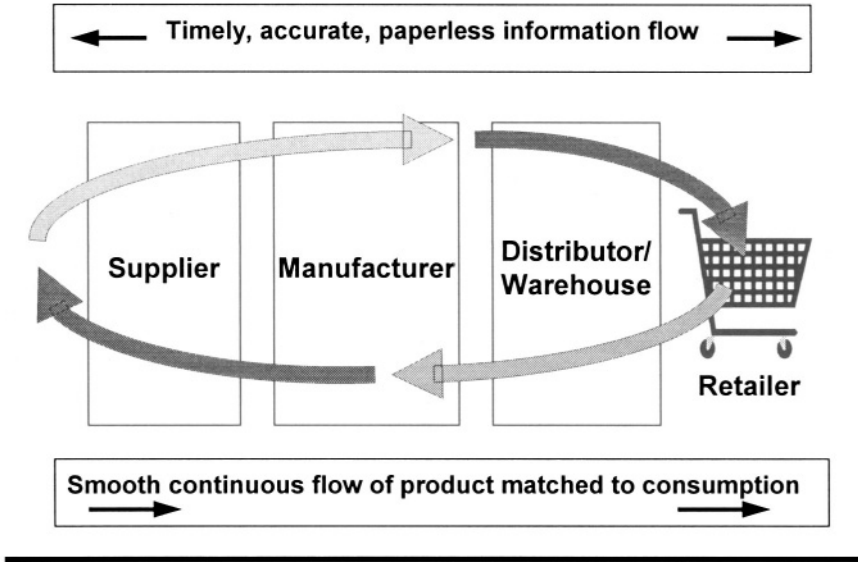 Timely, accurate, paperless information flow
Supplier
Manufacturer
Distributor/
Warehouse
Retailer
Smooth continuous flow of product matched to consumption